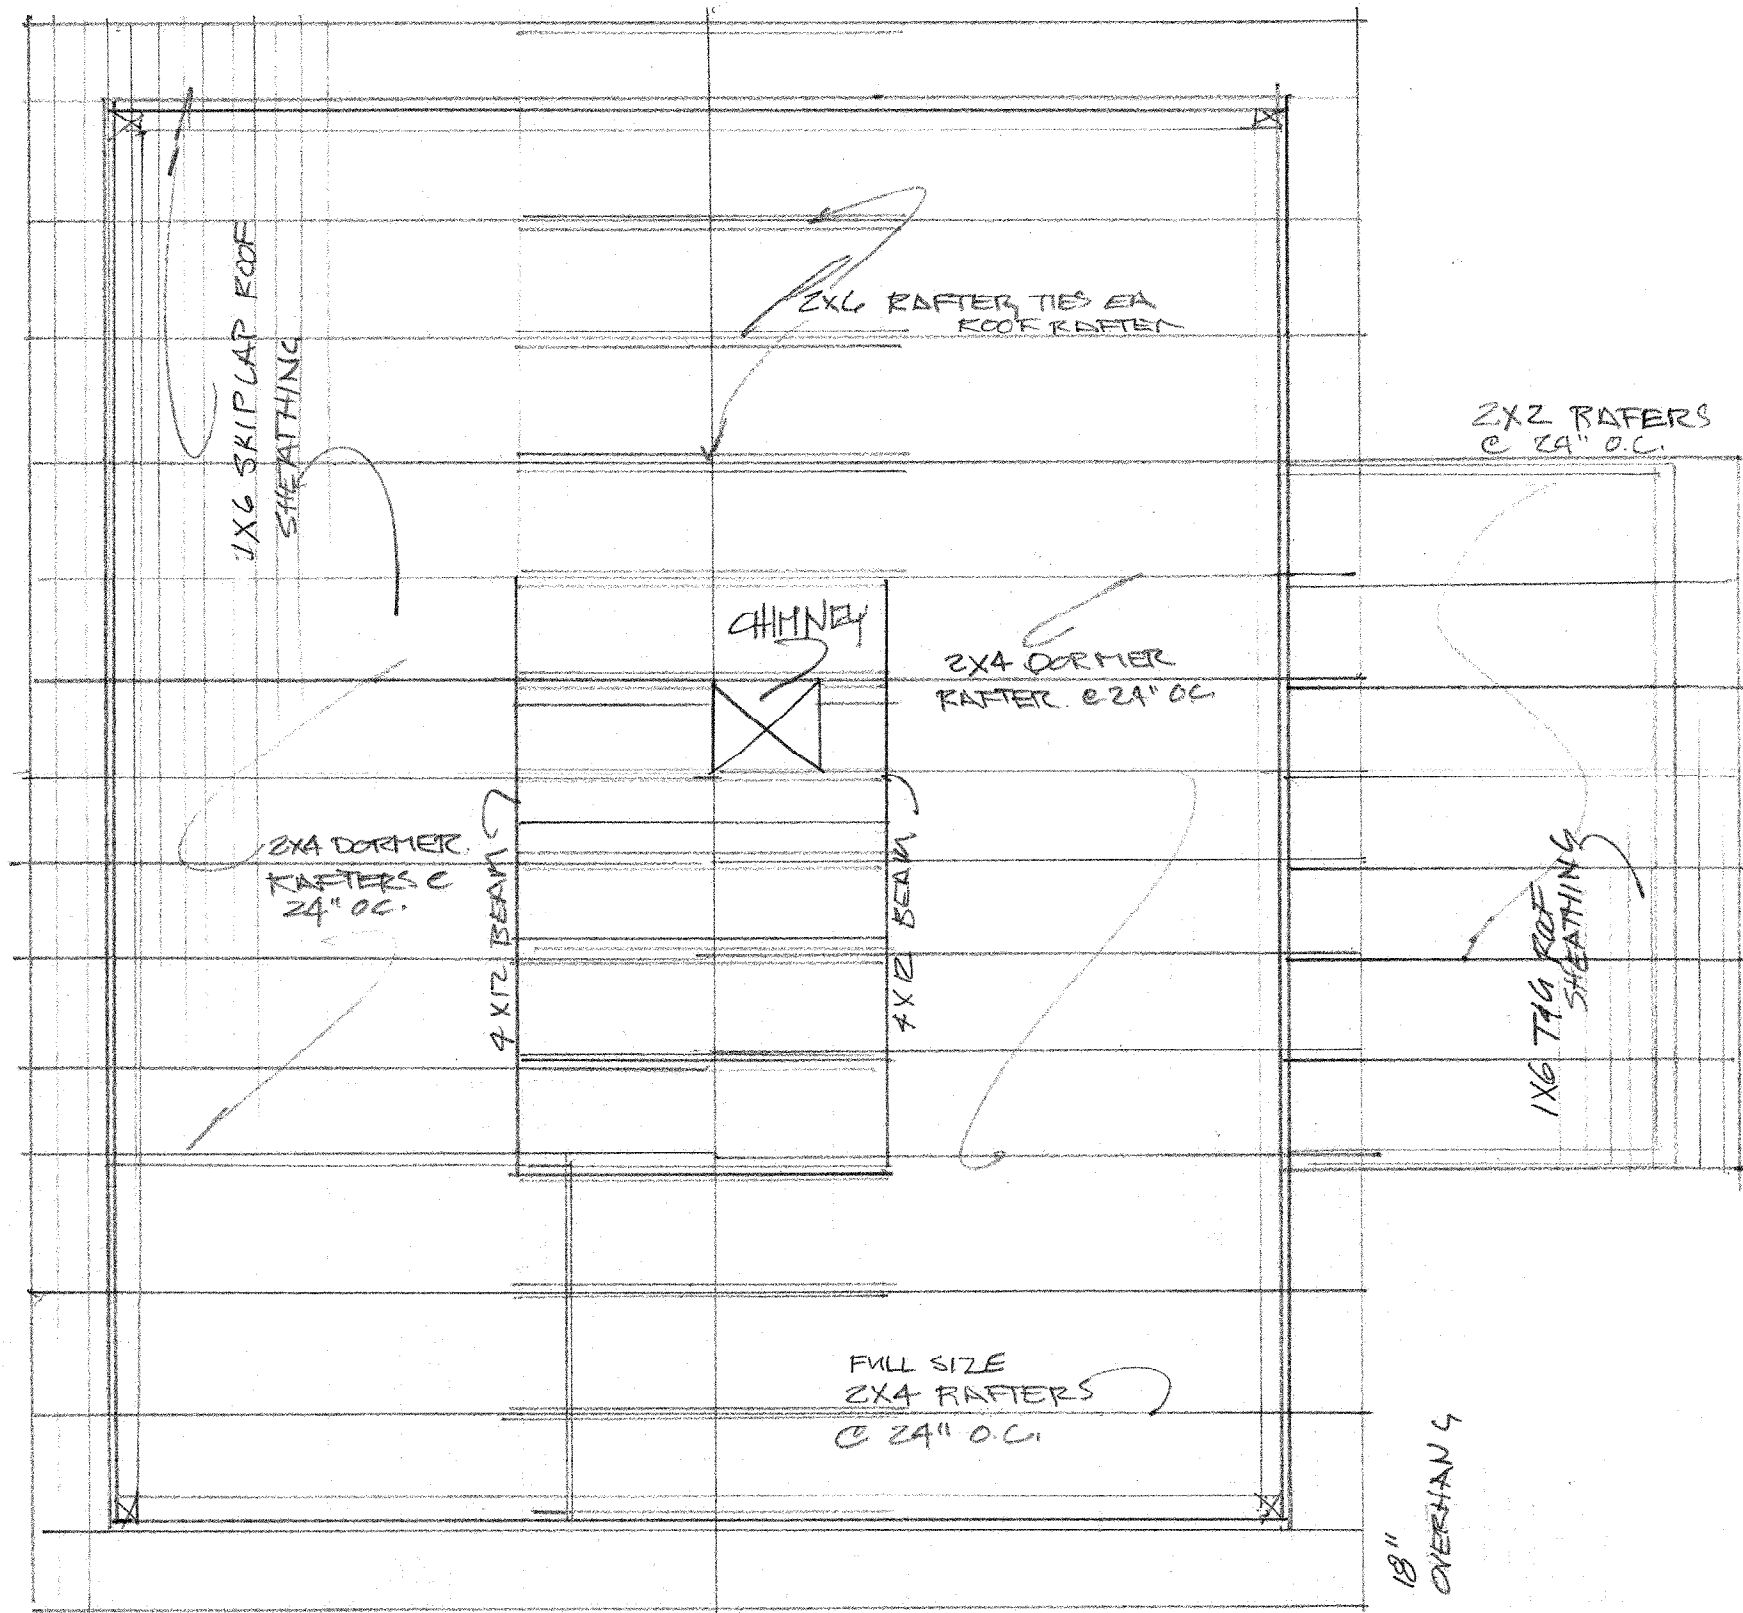 1X6 SKIPLAP ROOF
SHEATHING
2X6 RAFTER TIES EA
ROOF RAFTER
2X2 RAFERS
@ 24" O.C.
CHIMNEY
2X4 DORMER
RAFTER @ 24" OC.
2X4 DORMER
RAFTERS @
24" OC.
4X12 BEAM
4X12 BEAM
1X6 T&G ROOF
SHEATHING
FULL SIZE
2X4 RAFTERS
@ 24" O.C.
18"
OVERHANG